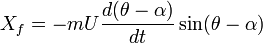 X_f = -mU \frac{d(\theta - \alpha)}{dt} \sin(\theta - \alpha)